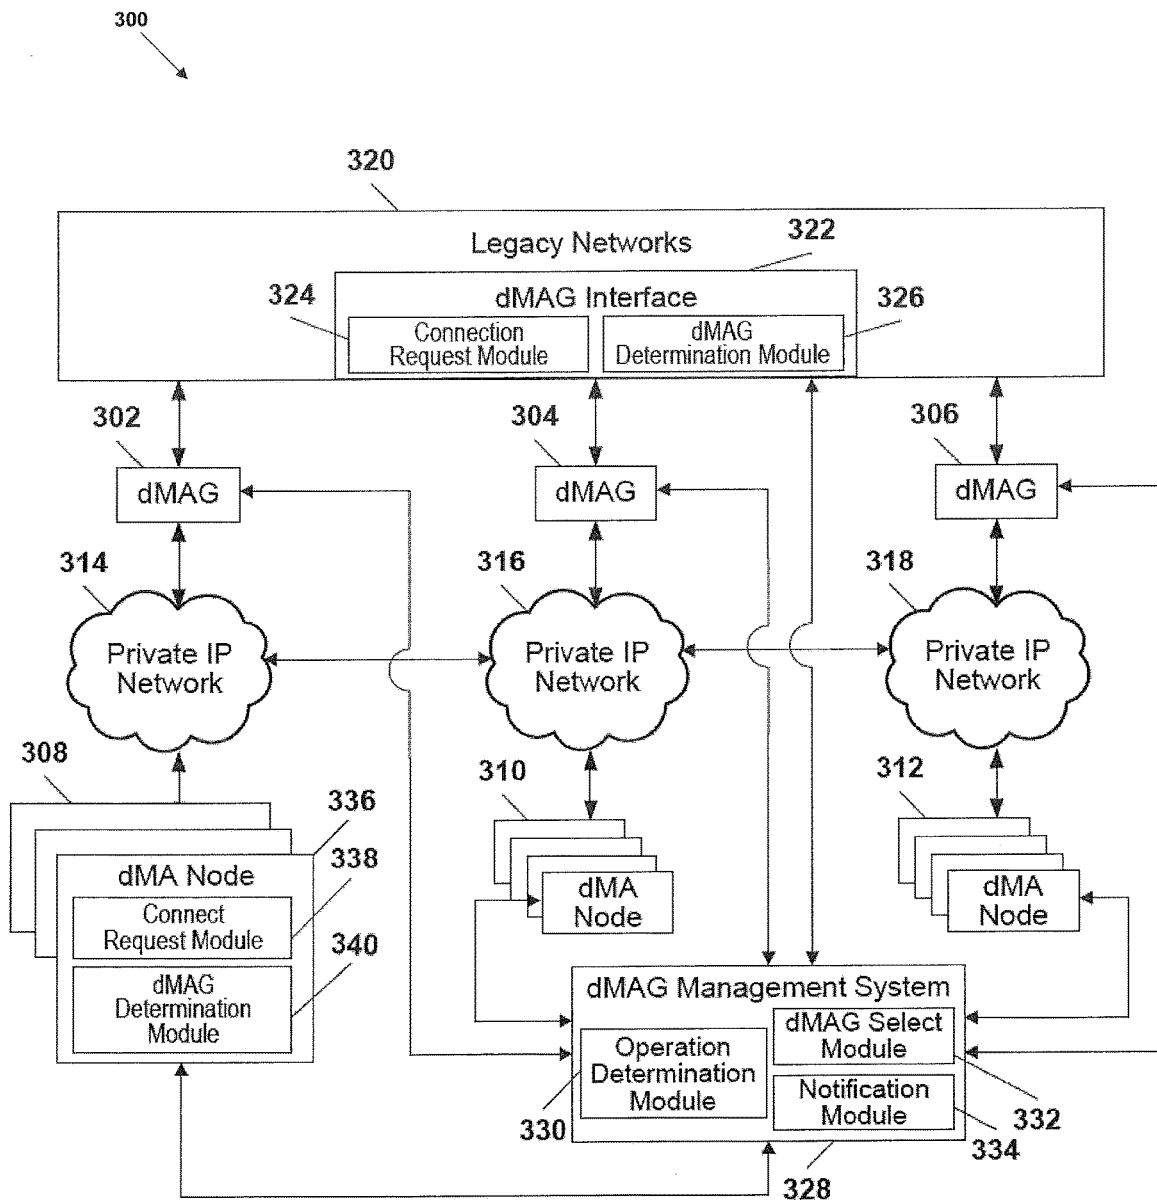 300
320
Legacy Networks
322
324
dMAG Interface
326
Connection
Request Module
dMAG
Determination Module
302
304
306
dMAG
dMAG
dMAG
314
316
318
Private IP
Network
Private IP
Network
Private IP
Network
308
310
312
336
dMA Node
338
Connect
Request Module
340
dMAG
Determination
Module
dMA
Node
dMA
Node
dMAG Management System
Operation
Determination
Module
dMAG Select
Module
Notification
Module
330
332
334
328